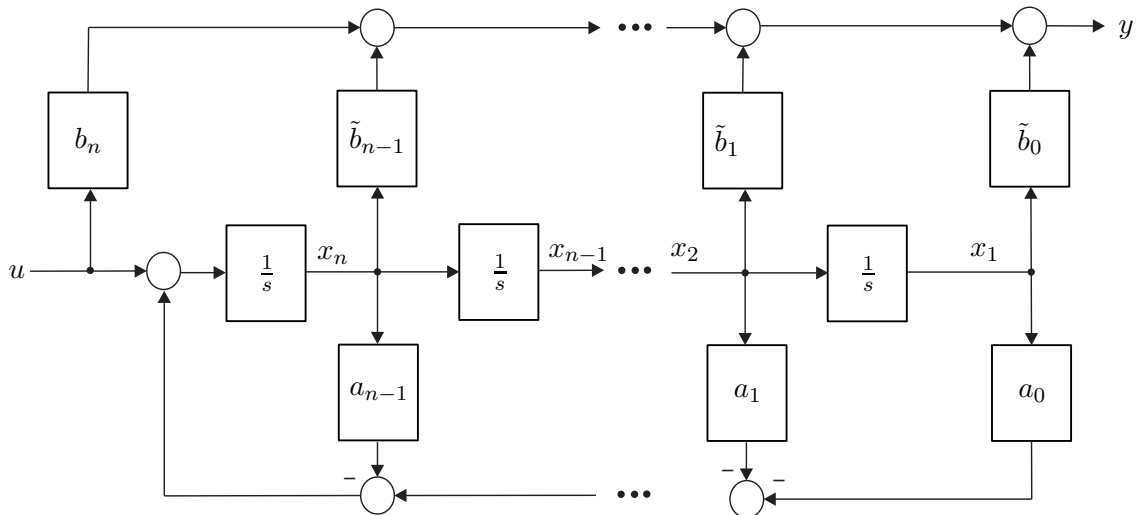 y
b_n
b̃_{n−1}
b̃_1
b̃_0
u
1/s
x_n
1/s
x_{n−1}
•••
x_2
1/s
x_1
a_{n−1}
a_1
a_0
•••
•••
−
−
−